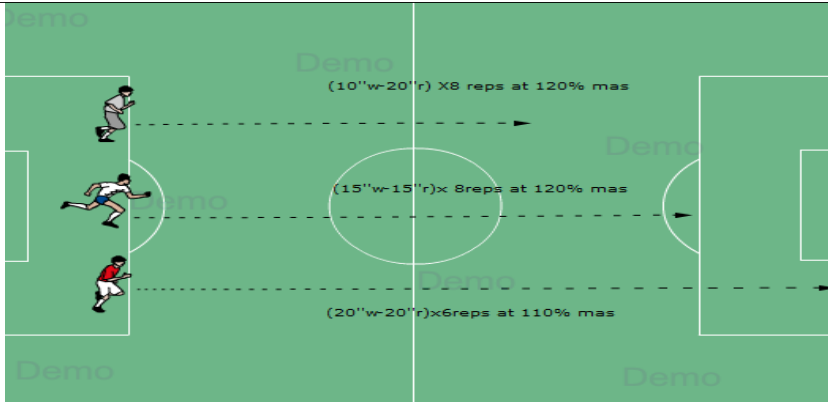 Demo
Demo
(10''w-20''r) X8 reps at 120% mas
Demo
(15''w-15''r)x 8reps at 120% mas
Demo
Demo
(20''w-20''r)x6reps at 110% mas
Demo
Demo